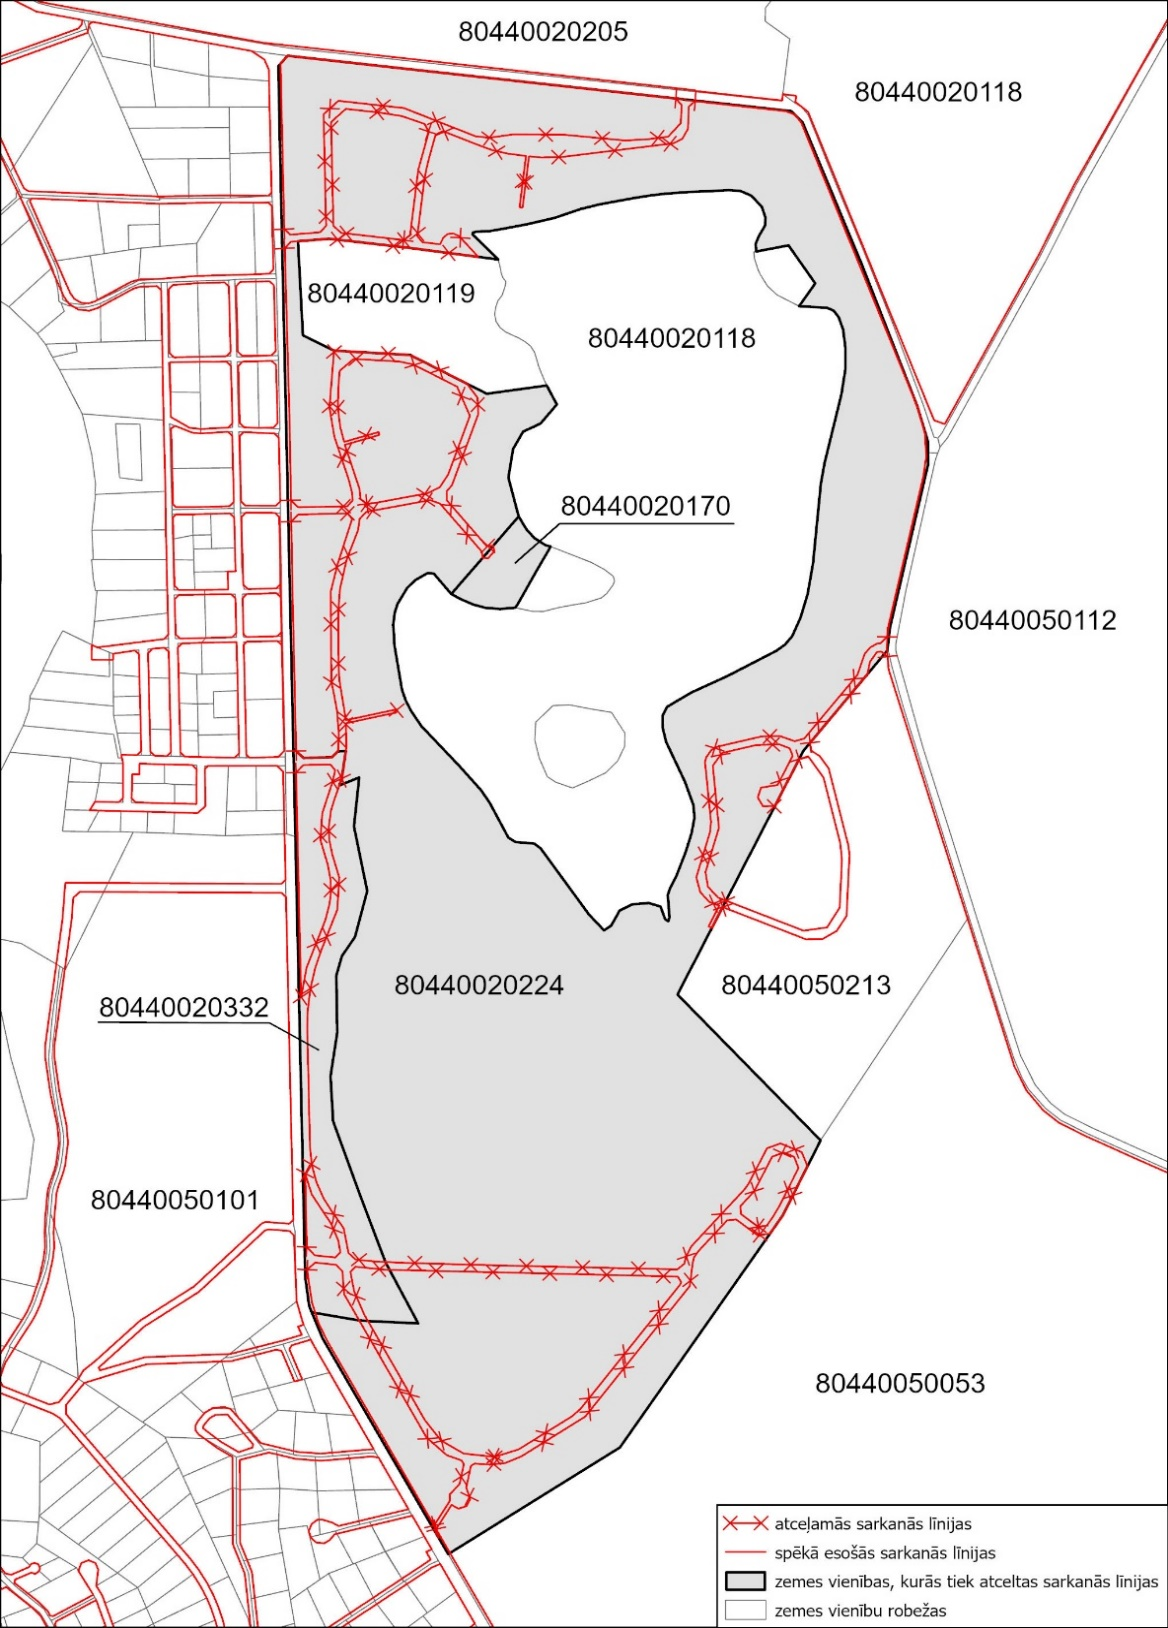 80440020205
80440020118
80440020119
80440020118
80440020170
80440050112
80440020224
80440050213
80440020332
80440050101
80440050053
atceļamās sarkanās līnijas
spēkā esošās sarkanās līnijas
zemes vienības, kurās tiek atceltas sarkanās līnijas
zemes vienību robežas